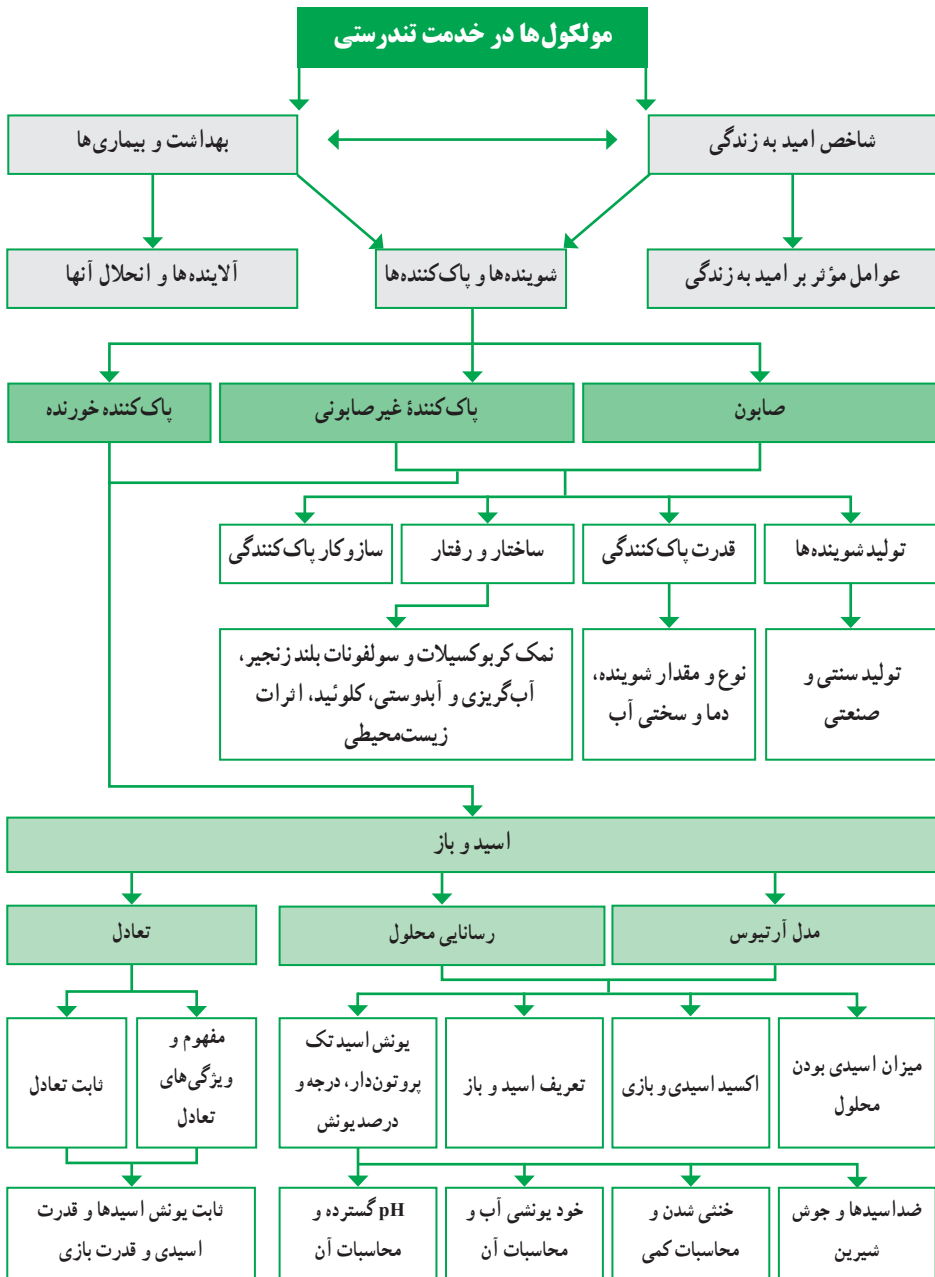 مولکول‌ها در خدمت تندرستی
شاخص امید به زندگی
بهداشت و بیماری‌ها
عوامل مؤثر بر امید به زندگی
شوینده‌ها و پاک‌کننده‌ها
آلاینده‌ها و انحلال آنها
صابون
پاک‌کنندهٔ غیرصابونی
پاک‌کننده خورنده
تولید شوینده‌ها
قدرت پاک‌کنندگی
ساختار و رفتار
سازوکار پاک‌کنندگی
تولید سنتی و
صنعتی
نوع و مقدار شوینده،
دما و سختی آب
نمک کربوکسیلات و سولفونات بلند زنجیر،
آب‌گریزی و آبدوستی، کلوئید، اثرات
زیست‌محیطی
اسید و باز
مدل آرنیوس
رسانایی محلول
تعادل
میزان اسیدی بودن
محلول
اکسید اسیدی و بازی
تعریف اسید و باز
یونش اسید تک
پروتون‌دار، درجه و
درصد یونش
مفهوم و
ویژگی‌های
تعادل
ثابت تعادل
ضداسیدها و جوش
شیرین
خنثی شدن و
محاسبات کمی
خود یونشی آب و
محاسبات آن
pH گسترده و
محاسبات آن
ثابت یونش اسیدها و قدرت
اسیدی و قدرت بازی